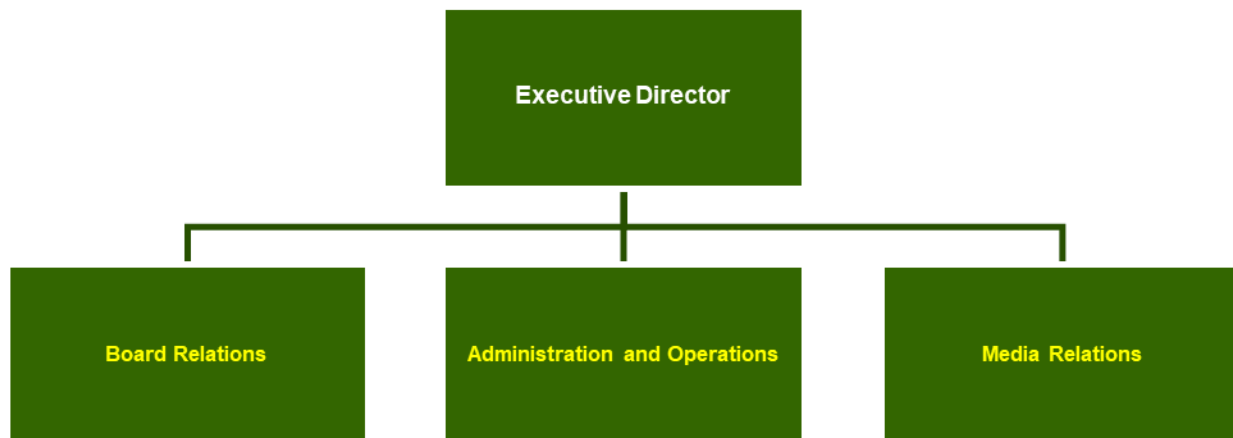 Executive Director
Board Relations
Administration and Operations
Media Relations